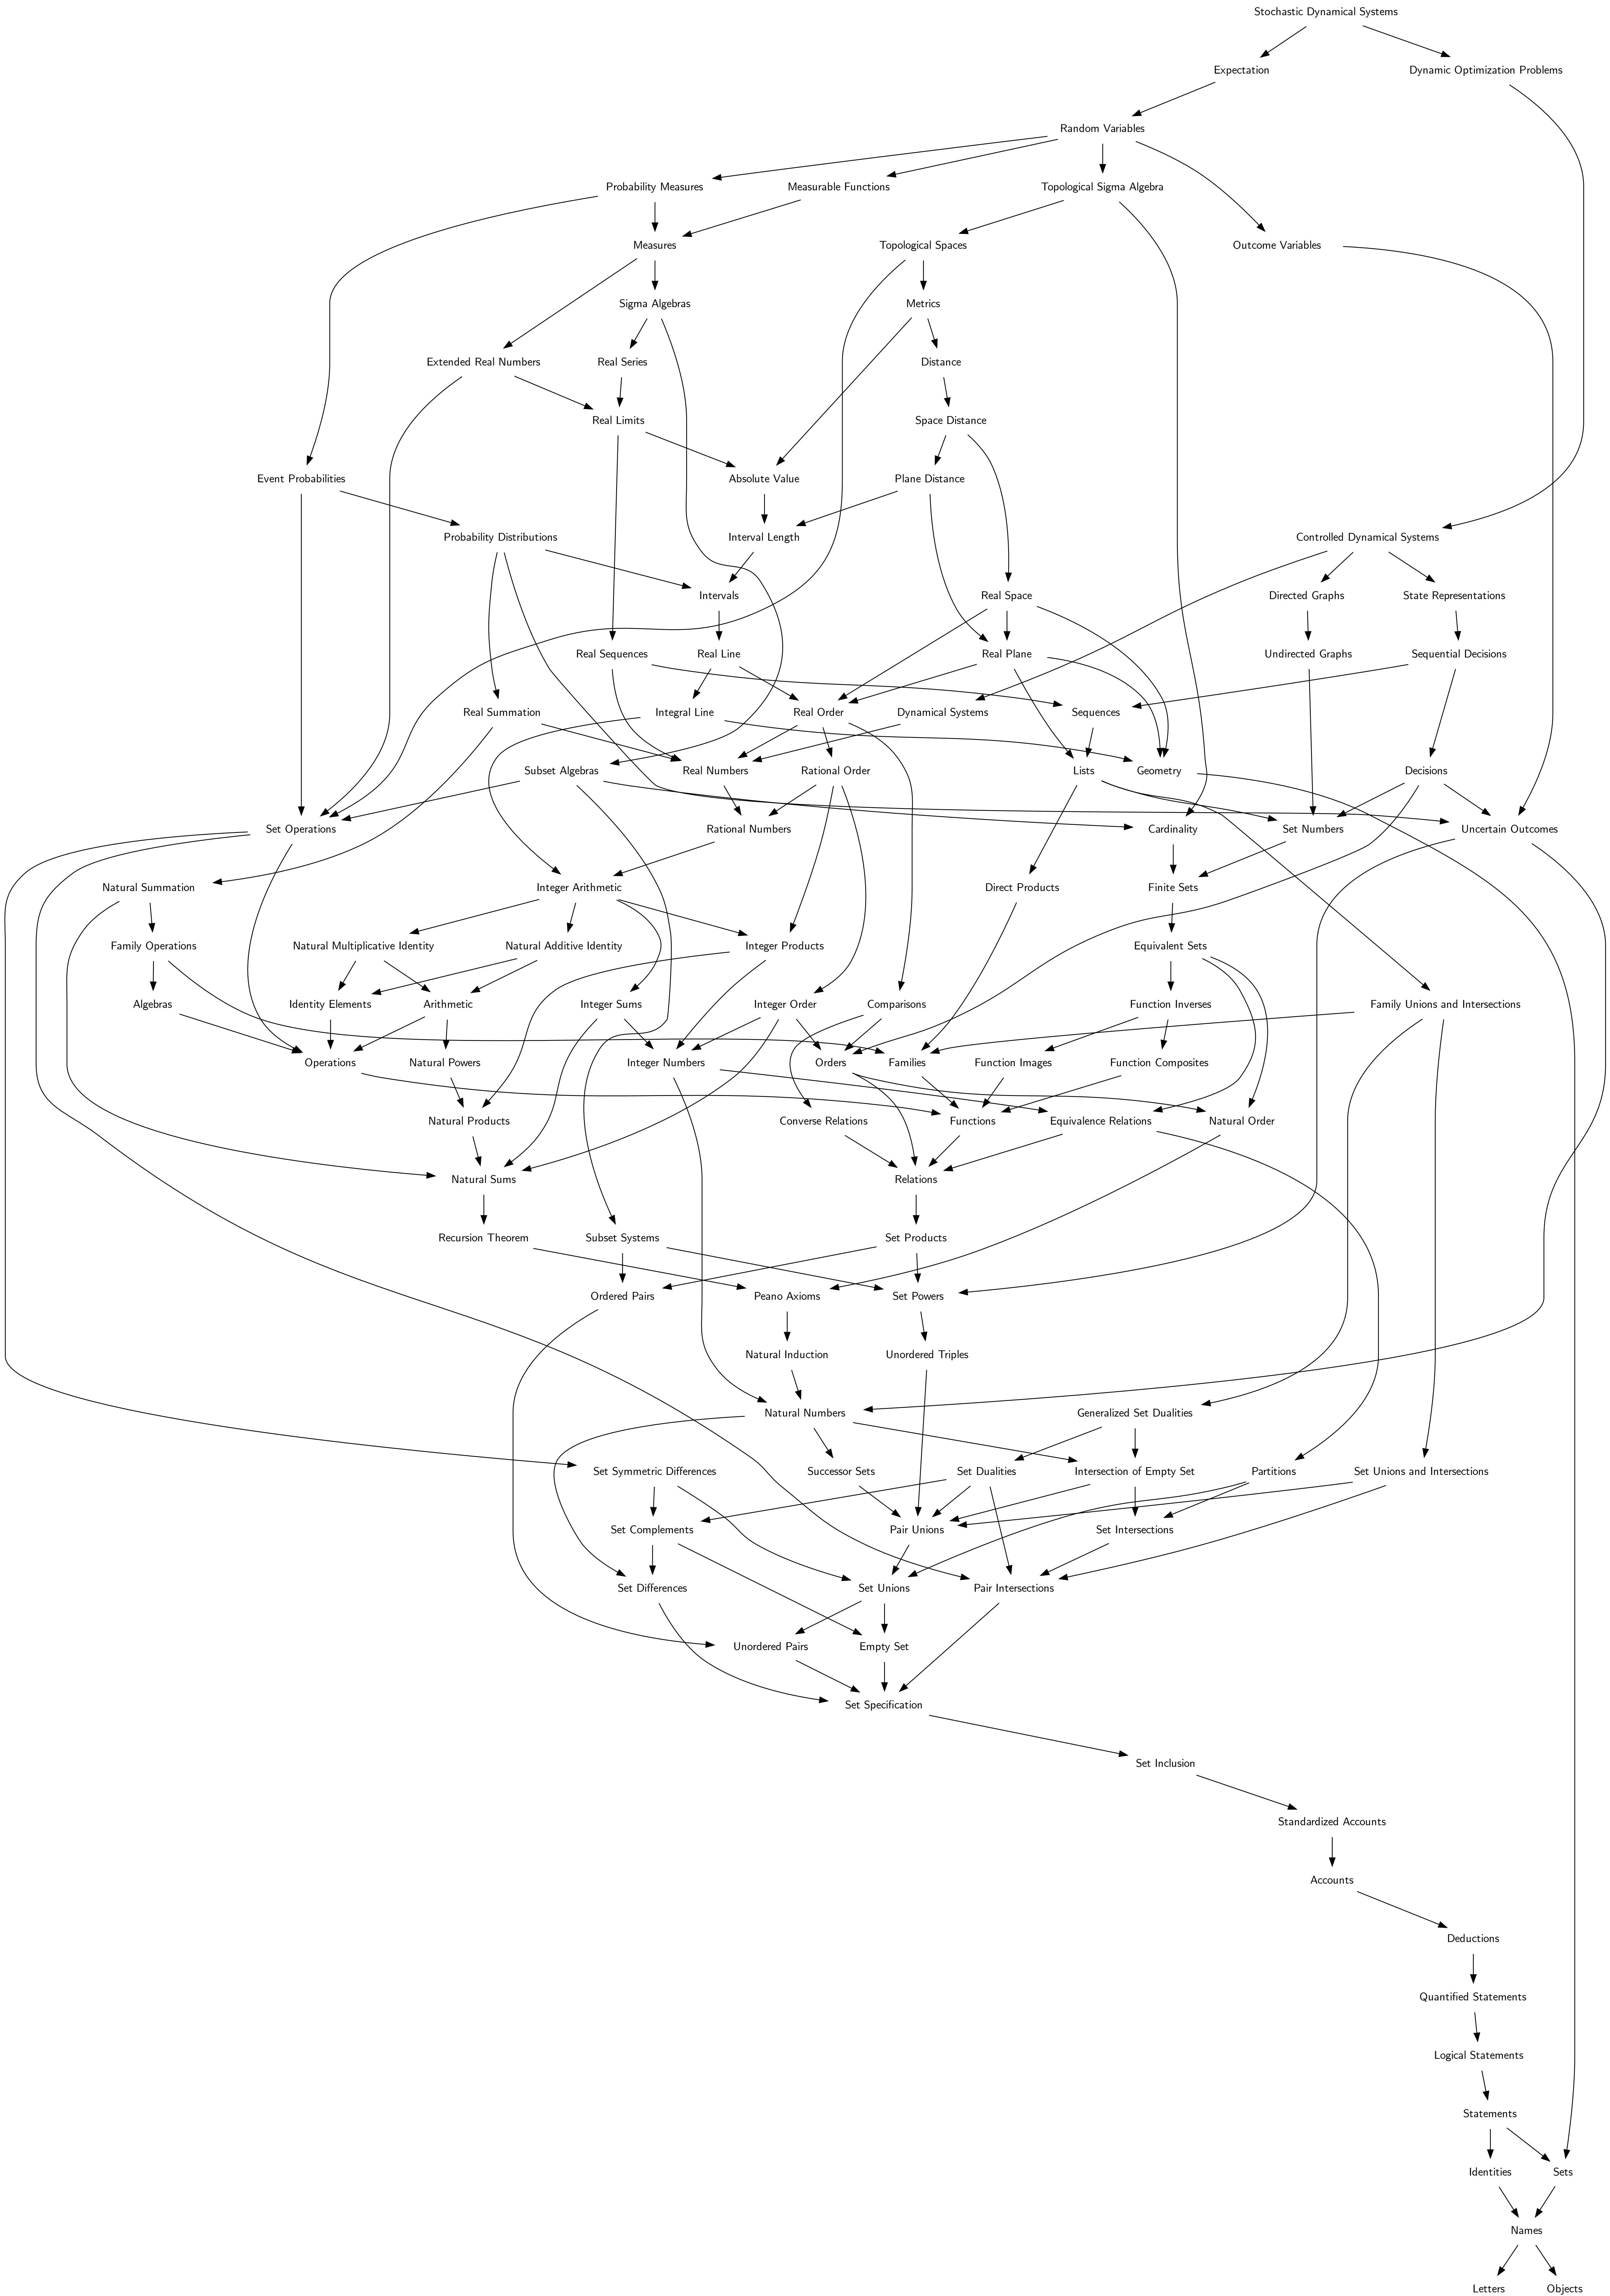 Stochastic Dynamical Systems
Expectation
Dynamic Optimization Problems
Random Variables
Probability Measures
Measurable Functions
Topological Sigma Algebra
Measures
Topological Spaces
Outcome Variables
Sigma Algebras
Metrics
Extended Real Numbers
Real Series
Distance
Real Limits
Space Distance
Event Probabilities
Absolute Value
Plane Distance
Probability Distributions
Interval Length
Controlled Dynamical Systems
Intervals
Real Space
Directed Graphs
State Representations
Real Sequences
Real Line
Real Plane
Undirected Graphs
Sequential Decisions
Real Summation
Integral Line
Real Order
Dynamical Systems
Sequences
Subset Algebras
Real Numbers
Rational Order
Lists
Geometry
Decisions
Set Operations
Rational Numbers
Cardinality
Set Numbers
Uncertain Outcomes
Natural Summation
Integer Arithmetic
Direct Products
Finite Sets
Family Operations
Natural Multiplicative Identity
Natural Additive Identity
Integer Products
Equivalent Sets
Algebras
Identity Elements
Arithmetic
Integer Sums
Integer Order
Comparisons
Function Inverses
Family Unions and Intersections
Operations
Natural Powers
Integer Numbers
Orders
Families
Function Images
Function Composites
Natural Products
Converse Relations
Functions
Equivalence Relations
Natural Order
Natural Sums
Relations
Recursion Theorem
Subset Systems
Set Products
Ordered Pairs
Peano Axioms
Set Powers
Natural Induction
Unordered Triples
Natural Numbers
Generalized Set Dualities
Set Symmetric Differences
Successor Sets
Set Dualities
Intersection of Empty Set
Partitions
Set Unions and Intersections
Set Complements
Pair Unions
Set Intersections
Set Differences
Set Unions
Pair Intersections
Unordered Pairs
Empty Set
Set Specification
Set Inclusion
Standardized Accounts
Accounts
Deductions
Quantified Statements
Logical Statements
Statements
Identities
Sets
Names
Letters
Objects